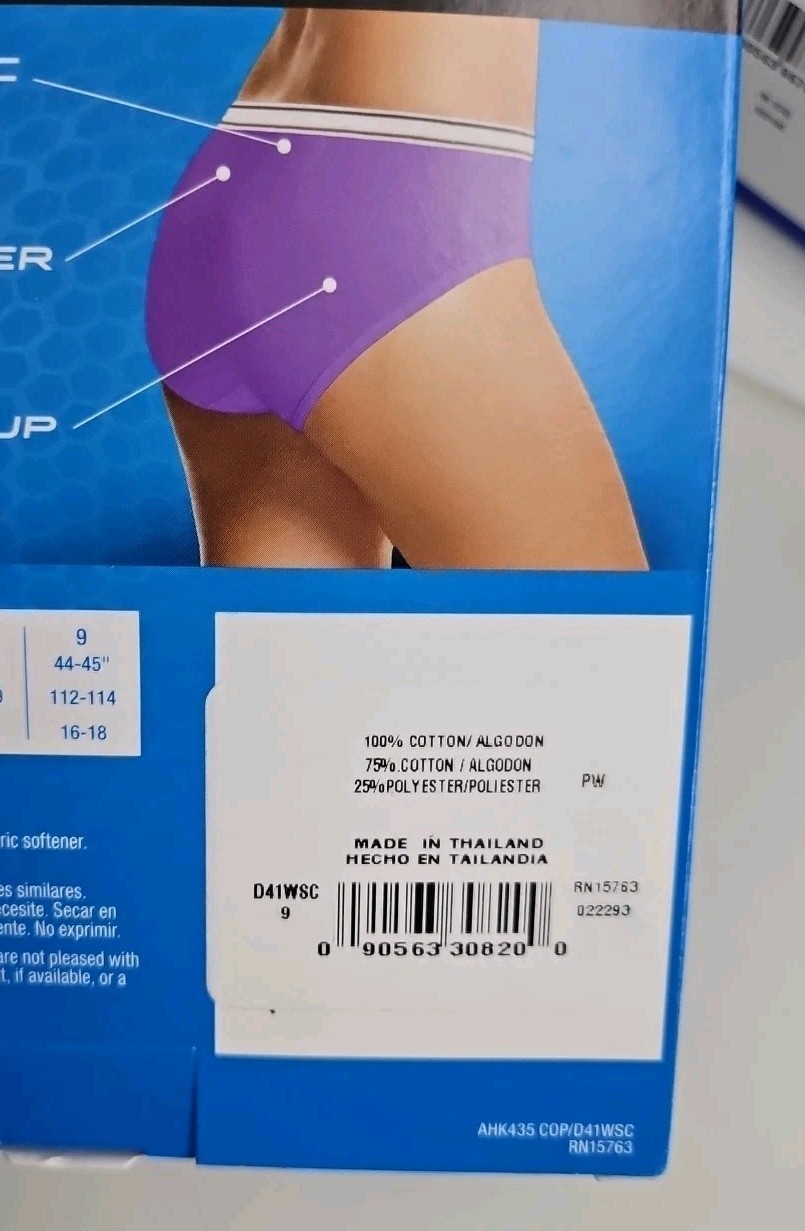 ER
UP
9
44-45"
112-114
16-18
ric softener.
es similares.
cesite. Secar en
ente. No exprimir.
are not pleased with
t, if available, or a
100% COTTON/ ALGODON
75%.COTTON / ALGODON
25%POLYESTER/POLIESTER
PW
MADE IN THAILAND
HECHO EN TAILANDIA
D41WSC
9
RN15763
022293
0 90563 30820 0
AHK435 COP/D41WSC
RN15763